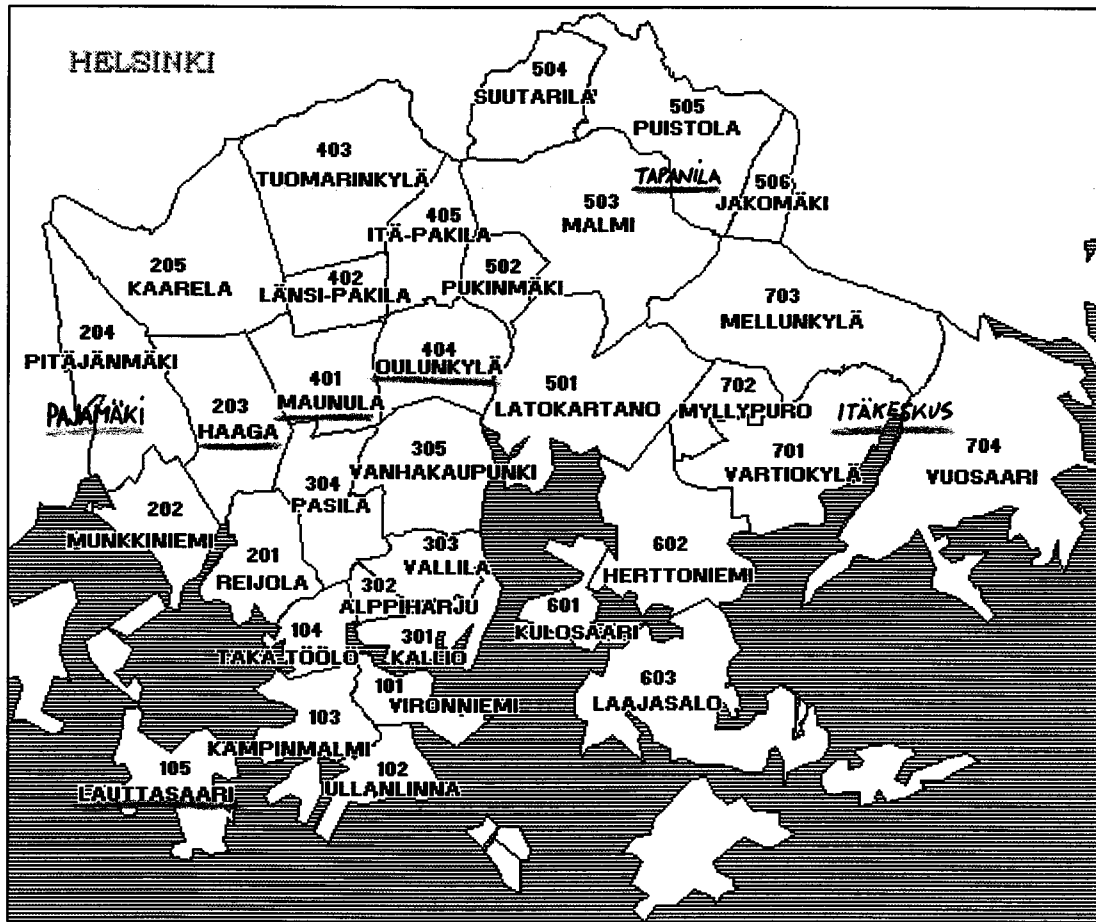 HELSINKI
504
SUUTARILA
505
PUISTOLA
403
TUOMARINKYLÄ
TAPANILA
506
JAKOMÄKI
503
MALMI
405
ITÄ-PAKILA
205
KAARELA
402
LÄNSI-PAKILA
502
PUKINMÄKI
703
MELLUNKYLÄ
204
PITÄJÄNMÄKI
404
OULUNKYLÄ
401
MAUNULA
501
LATOKARTANO
702
MYLLYPURO
PAJAMÄKI
203
HAAGA
ITÄKESKUS
305
VANHAKAUPUNKI
701
VARTIOKYLÄ
704
VUOSAARI
304
PASILA
202
MUNKKINIEMI
201
REIJOLA
303
VALLILA
602
HERTTONIEMI
302
ALPPIHARJU
601
KULOSAARI
104
TAKA-TÖÖLÖ
301
KALLIO
101
VIRONNIEMI
603
LAAJASALO
103
KAMPINMALMI
105
LAUTTASAARI
102
ULLANLINNA